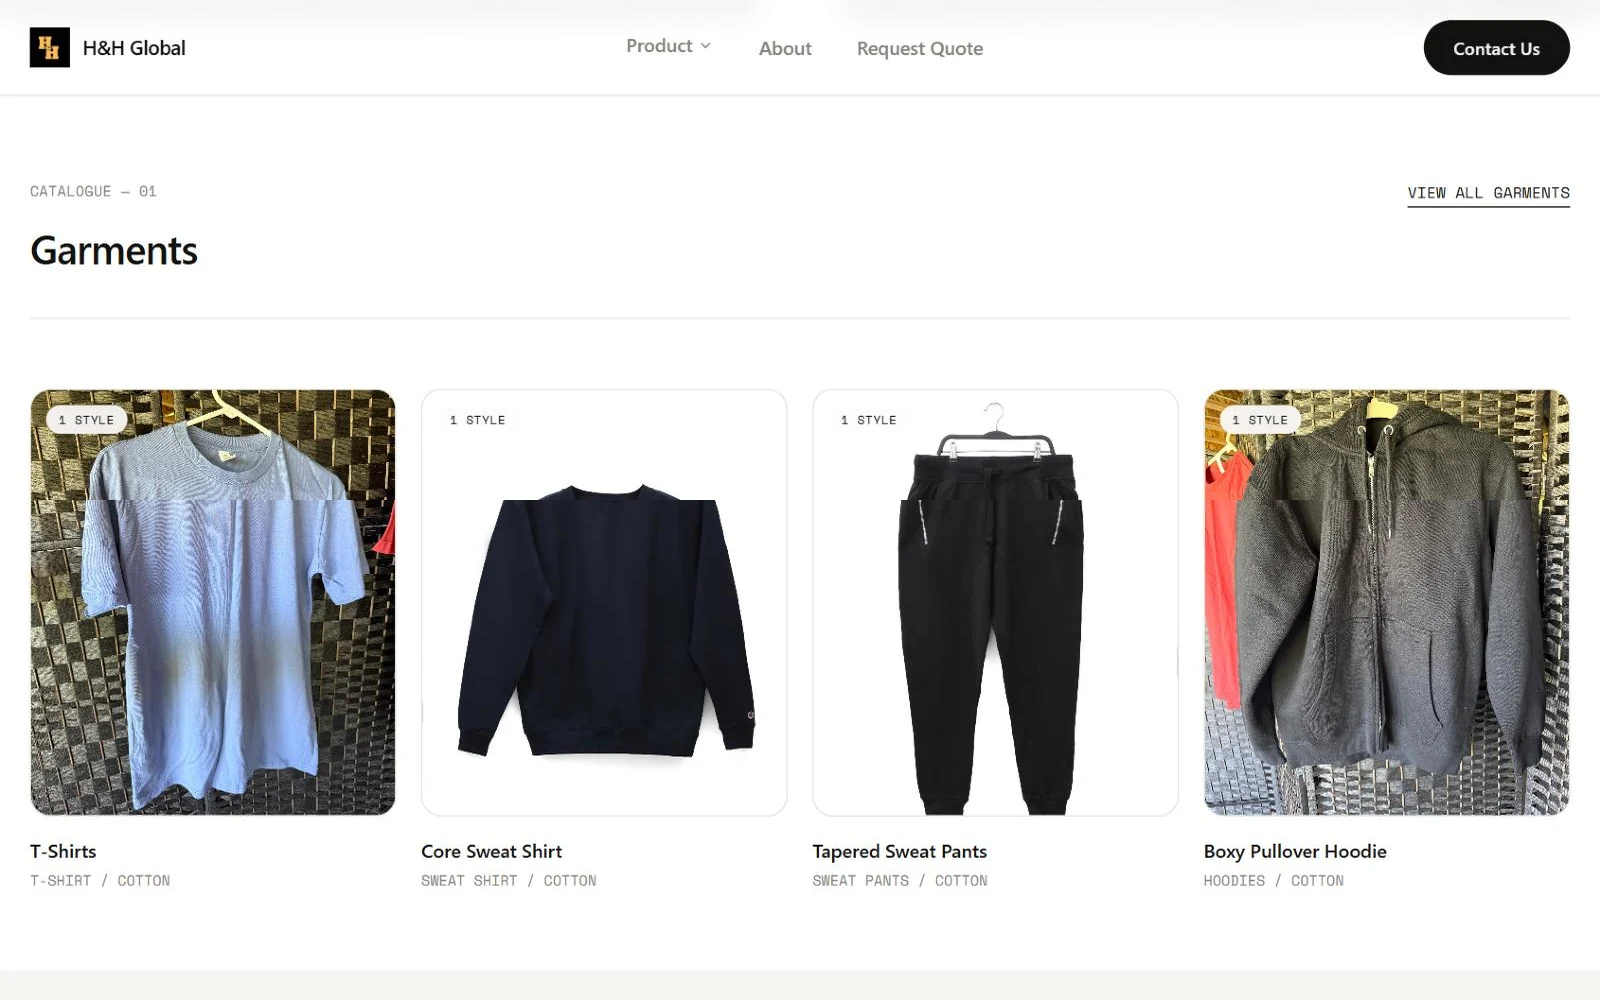 HH
H&H Global
Product
About
Request Quote
Contact Us
CATALOGUE — 01
VIEW ALL GARMENTS
Garments
1 STYLE
1 STYLE
1 STYLE
1 STYLE
T-Shirts
T-SHIRT / COTTON
Core Sweat Shirt
SWEAT SHIRT / COTTON
Tapered Sweat Pants
SWEAT PANTS / COTTON
Boxy Pullover Hoodie
HOODIES / COTTON